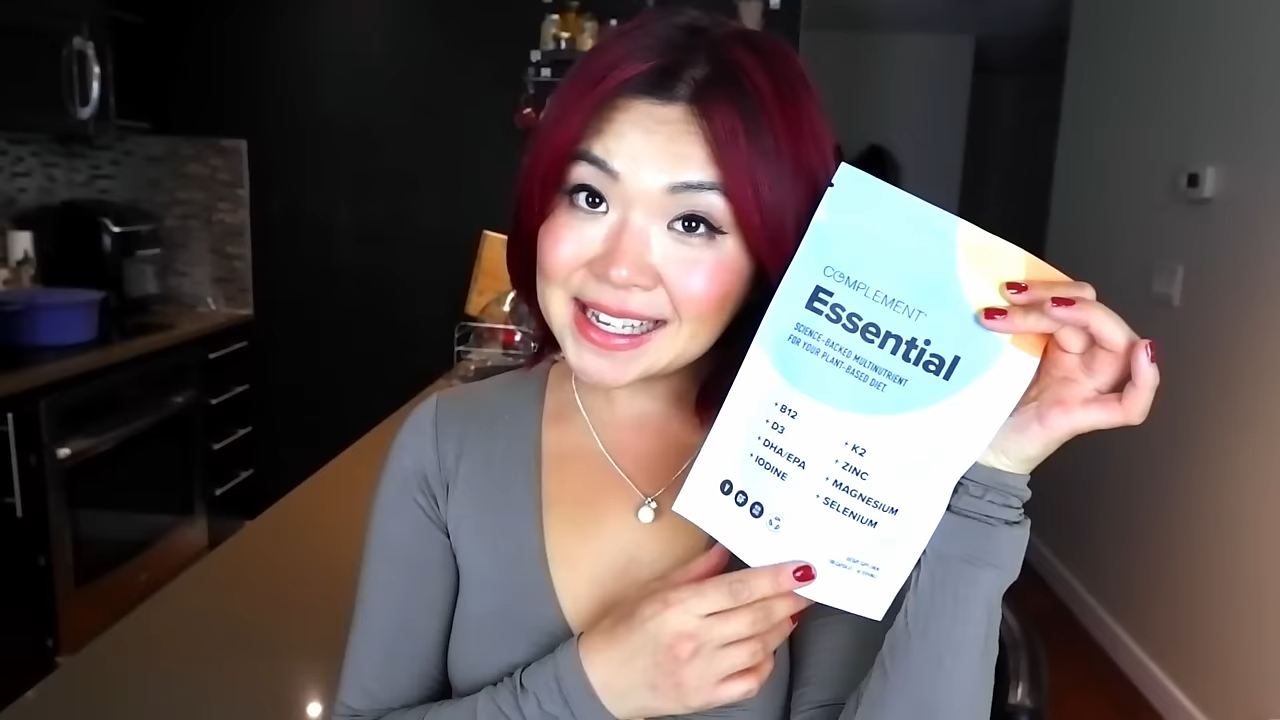 COMPLEMENT
Essential
SCIENCE-BACKED MULTINUTRIENT
FOR YOUR PLANT-BASED DIET
+ B12
+ D3
+ DHA/EPA
+ IODINE
+ K2
+ ZINC
+ MAGNESIUM
+ SELENIUM